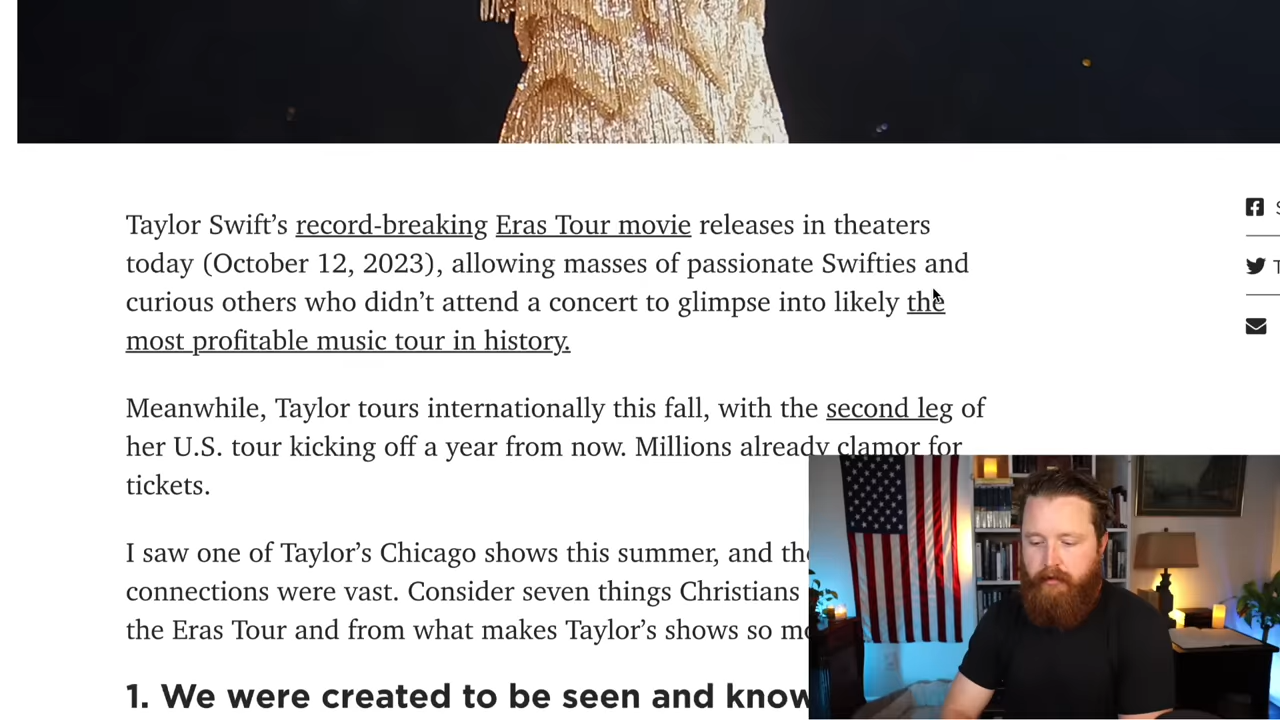 Taylor Swift’s record-breaking Eras Tour movie releases in theaters
today (October 12, 2023), allowing masses of passionate Swifties and
curious others who didn’t attend a concert to glimpse into likely the
most profitable music tour in history.
Meanwhile, Taylor tours internationally this fall, with the second leg of
her U.S. tour kicking off a year from now. Millions already clamor for
tickets.
I saw one of Taylor’s Chicago shows this summer, and
connections were vast. Consider seven things Christians
the Eras Tour and from what makes Taylor’s shows so
1. We were created to be seen and